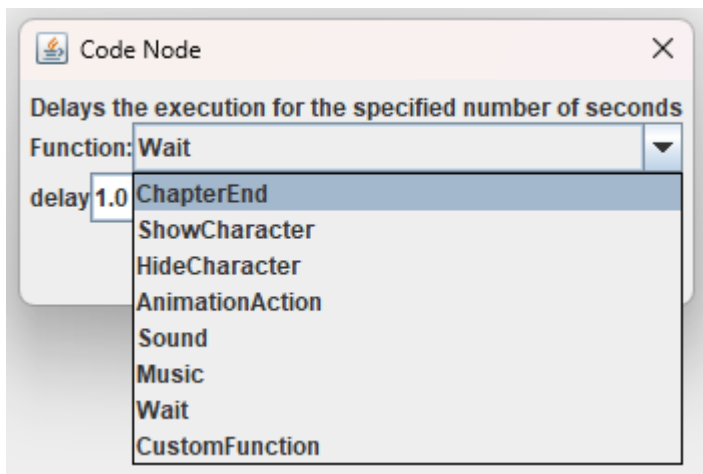 Code Node
Delays the execution for the specified number of seconds
Function: Wait
delay 1.0
ChapterEnd
ShowCharacter
HideCharacter
AnimationAction
Sound
Music
Wait
CustomFunction